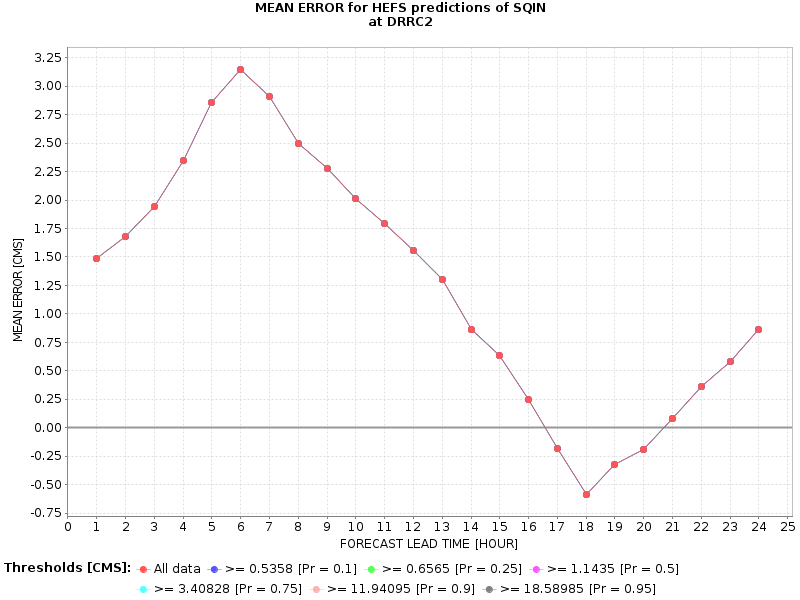 MEAN ERROR for HEFS predictions of SQIN
at DRRC2
3.25
3.00
2.75
2.50
2.25
2.00
1.75
1.50
1.25
1.00
0.75
0.50
0.25
0.00
-0.25
-0.50
-0.75
MEAN ERROR [CMS]
0 1 2 3 4 5 6 7 8 9 10 11 12 13 14 15 16 17 18 19 20 21 22 23 24 25
FORECAST LEAD TIME [HOUR]
Thresholds [CMS]: All data >= 0.5358 [Pr = 0.1] >= 0.6565 [Pr = 0.25] >= 1.1435 [Pr = 0.5]
>= 3.40828 [Pr = 0.75] >= 11.94095 [Pr = 0.9] >= 18.58985 [Pr = 0.95]